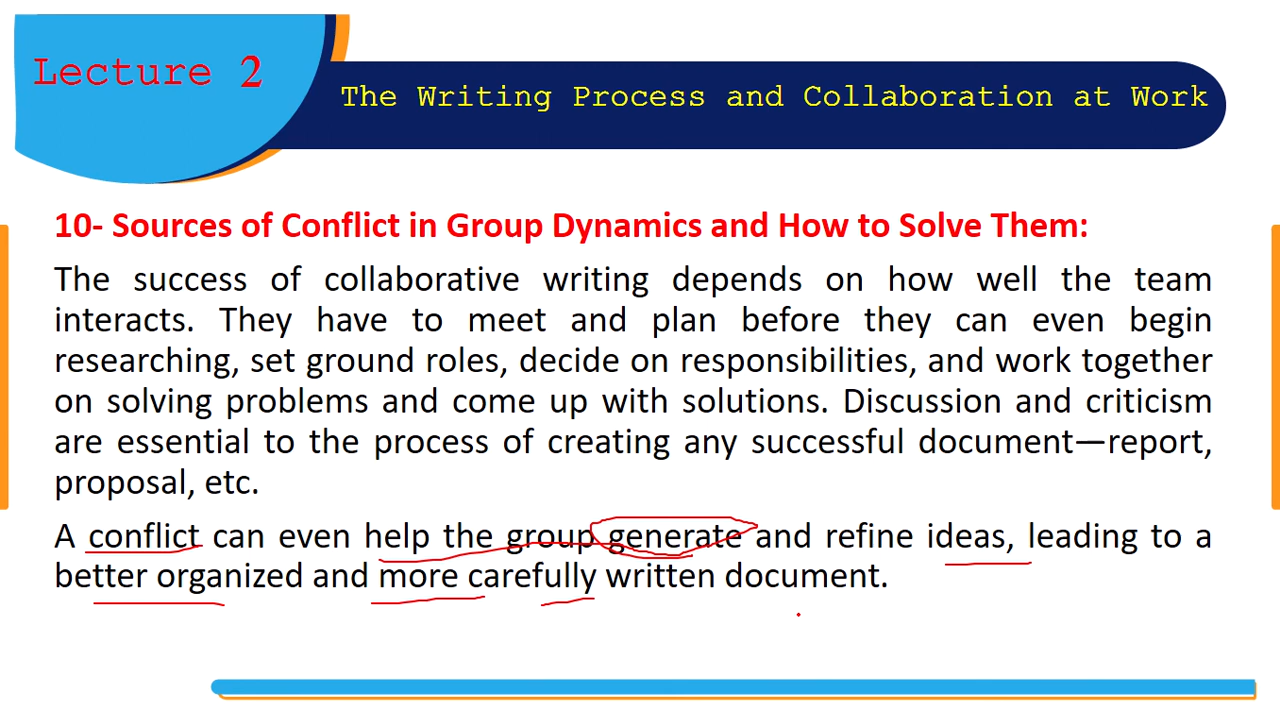 Lecture 2
The Writing Process and Collaboration at Work
10- Sources of Conflict in Group Dynamics and How to Solve Them:
The success of collaborative writing depends on how well the team
interacts. They have to meet and plan before they can even begin
researching, set ground roles, decide on responsibilities, and work together
on solving problems and come up with solutions. Discussion and criticism
are essential to the process of creating any successful document—report,
proposal, etc.
A conflict can even help the group generate and refine ideas, leading to a
better organized and more carefully written document.